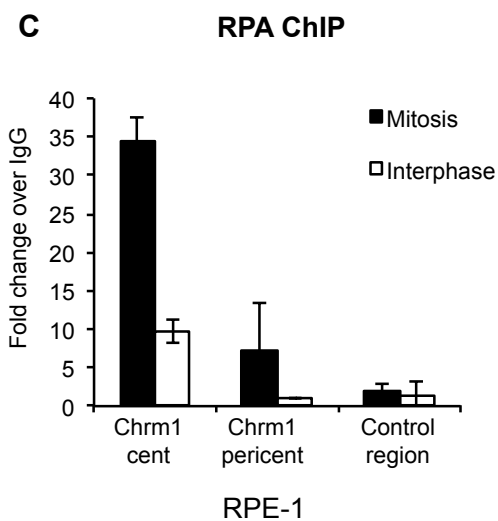 C
RPA ChIP
Fold change over IgG
40
35
30
25
20
15
10
5
0
Mitosis
Interphase
Chrm1
cent
Chrm1
pericent
Control
region
RPE-1